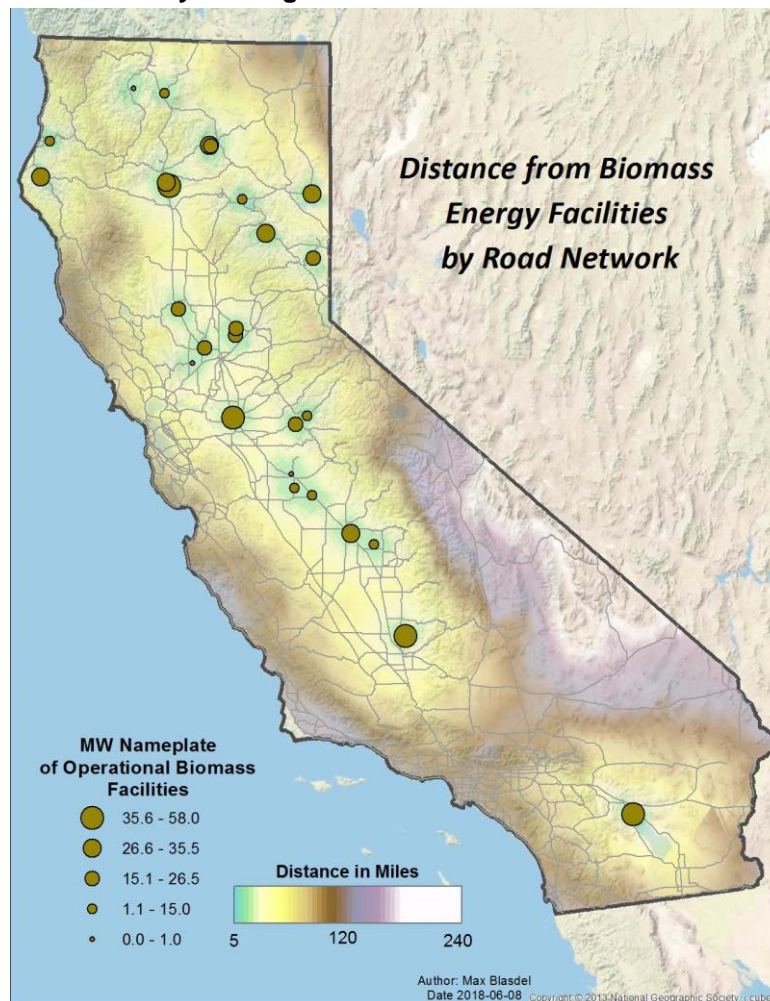 Distance from Biomass
Energy Facilities
by Road Network
MW Nameplate
of Operational Biomass
Facilities
35.6 - 58.0
26.6 - 35.5
15.1 - 26.5
1.1 - 15.0
0.0 - 1.0
Distance in Miles
5 120 240
Author: Max Blasdel
Date 2018-06-08
Copyright © 2013 National Geographic Society, i-cubed